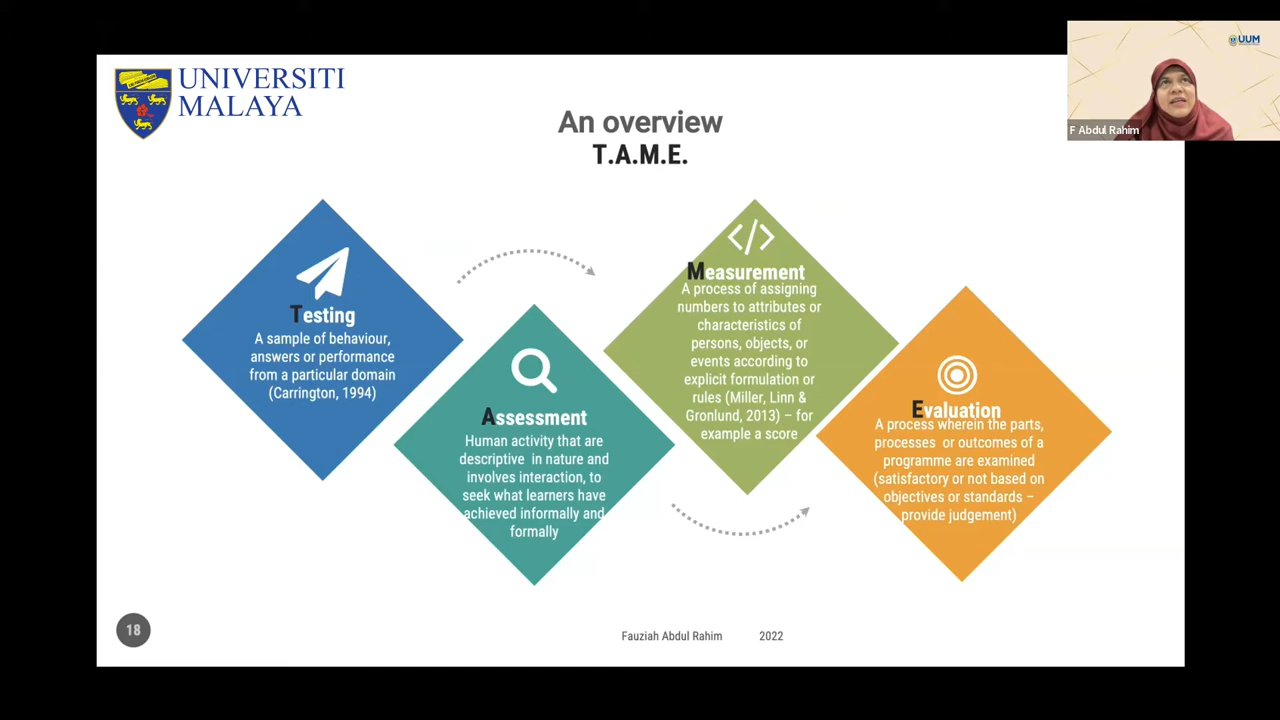 UNIVERSITI
MALAYA
UUM
F Abdul Rahim
An overview
T.A.M.E.
Testing
A sample of behaviour,
answers or performance
from a particular domain
(Carrington, 1994)
Assessment
Human activity that are
descriptive in nature and
involves interaction, to
seek what learners have
achieved informally and
formally
Measurement
A process of assigning
numbers to attributes or
characteristics of
persons, objects, or
events according to
explicit formulation or
rules (Miller, Linn &
Gronlund, 2013) – for
example a score
Evaluation
A process wherein the parts,
processes or outcomes of a
programme are examined
(satisfactory or not based on
objectives or standards –
provide judgement)
18
Fauziah Abdul Rahim 2022